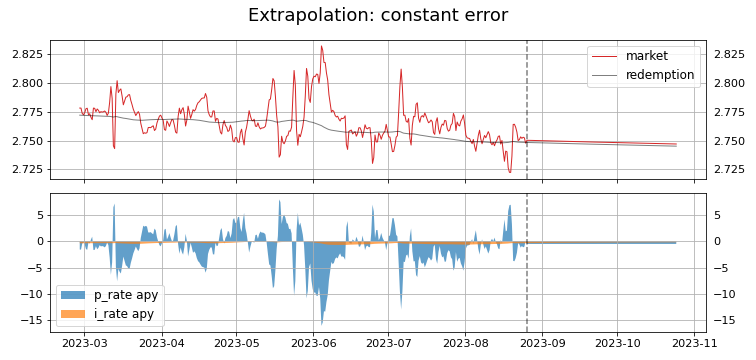 Extrapolation: constant error
2.825 2.825
2.800 2.800
2.775 2.775
2.750 2.750
2.725 2.725
market
redemption
5 5
0 0
−5 −5
−10 −10
−15 −15
p_rate apy
i_rate apy
2023-03 2023-04 2023-05 2023-06 2023-07 2023-08 2023-09 2023-10 2023-11